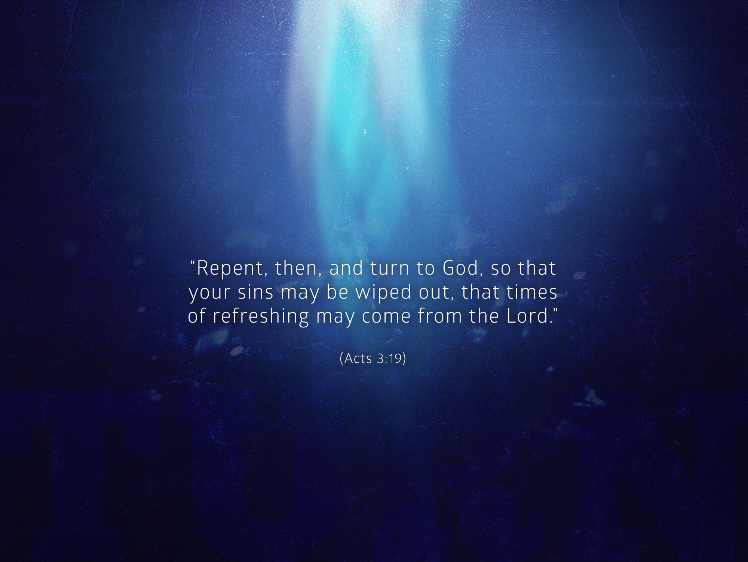 “Repent, then, and turn to God, so that
your sins may be wiped out, that times
of refreshing may come from the Lord.”
(Acts 3:19)
TURN